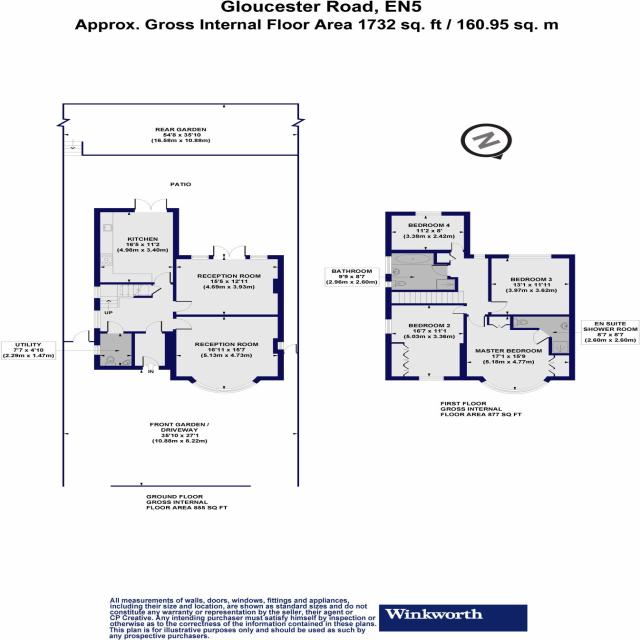 Gloucester Road, EN5
Approx. Gross Internal Floor Area 1732 sq. ft / 160.95 sq. m
REAR GARDEN
54'8 x 35'10
(16.58m x 10.88m)
PATIO
N
KITCHEN
16'5 x 11'2
(4.98m x 3.40m)
RECEPTION ROOM
15'5 x 12'11
(4.69m x 3.93m)
UP
UTILITY
7'7 x 4'10
(2.29m x 1.47m)
RECEPTION ROOM
16'11 x 15'7
(5.13m x 4.73m)
IN
FRONT GARDEN /
DRIVEWAY
35'10 x 27'1
(10.88m x 8.22m)
GROUND FLOOR
GROSS INTERNAL
FLOOR AREA 855 SQ FT
BEDROOM 4
11'2 x 8'
(3.38m x 2.42m)
BATHROOM
9'9 x 8'7
(2.96m x 2.60m)
BEDROOM 3
13'1 x 11'11
(3.97m x 3.62m)
BEDROOM 2
16'7 x 11'1
(5.03m x 3.36m)
EN SUITE
SHOWER ROOM
8'7 x 8'7
(2.60m x 2.60m)
MASTER BEDROOM
17'1 x 15'9
(5.18m x 4.77m)
FIRST FLOOR
GROSS INTERNAL
FLOOR AREA 877 SQ FT
All measurements of walls, doors, windows, fittings and appliances,
including their size and location, are shown as standard sizes and do not
constitute any warranty or representation by the seller, their agent or
CP Creative. Any intending purchaser must satisfy himself by inspection or
otherwise as to the correctness of the information contained in these plans.
This plan is for illustrative purposes only and should be used as such by
any prospective purchasers.
Winkworth